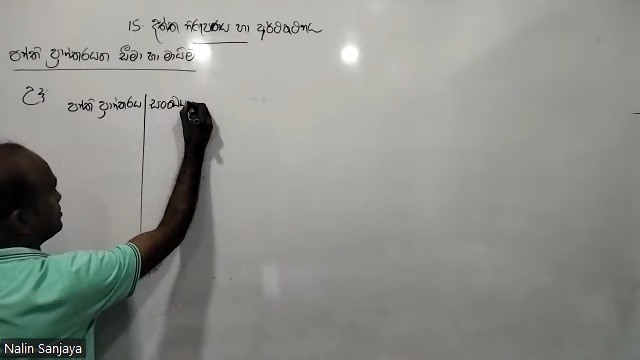 15. දත්ත නිරූපණය හා අර්ථකථනය
පන්ති ප්‍රාන්තරයක සීමා හා මායිම්
උදා:
පන්ති ප්‍රාන්තරය සංඛ්‍යා
Nalin Sanjaya